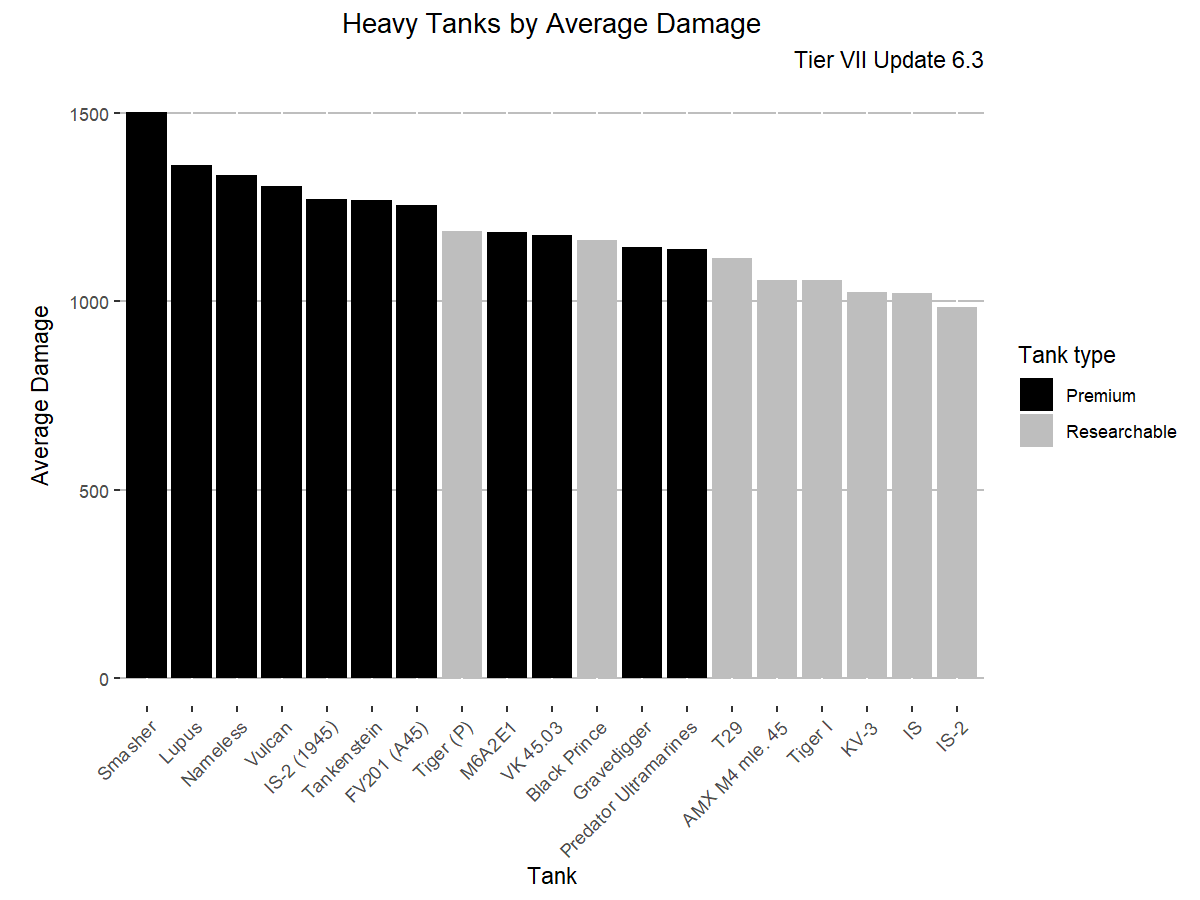 Heavy Tanks by Average Damage
Tier VII Update 6.3
Average Damage
1500
1000
500
0
Smasher
Lupus
Nameless
Vulcan
IS-2 (1945)
Tankenstein
FV201 (A45)
Tiger (P)
M6A2E1
VK 45.03
Black Prince
Gravedigger
Predator Ultramarines
T29
AMX M4 mle. 45
Tiger I
KV-3
IS
IS-2
Tank
Tank type
Premium
Researchable